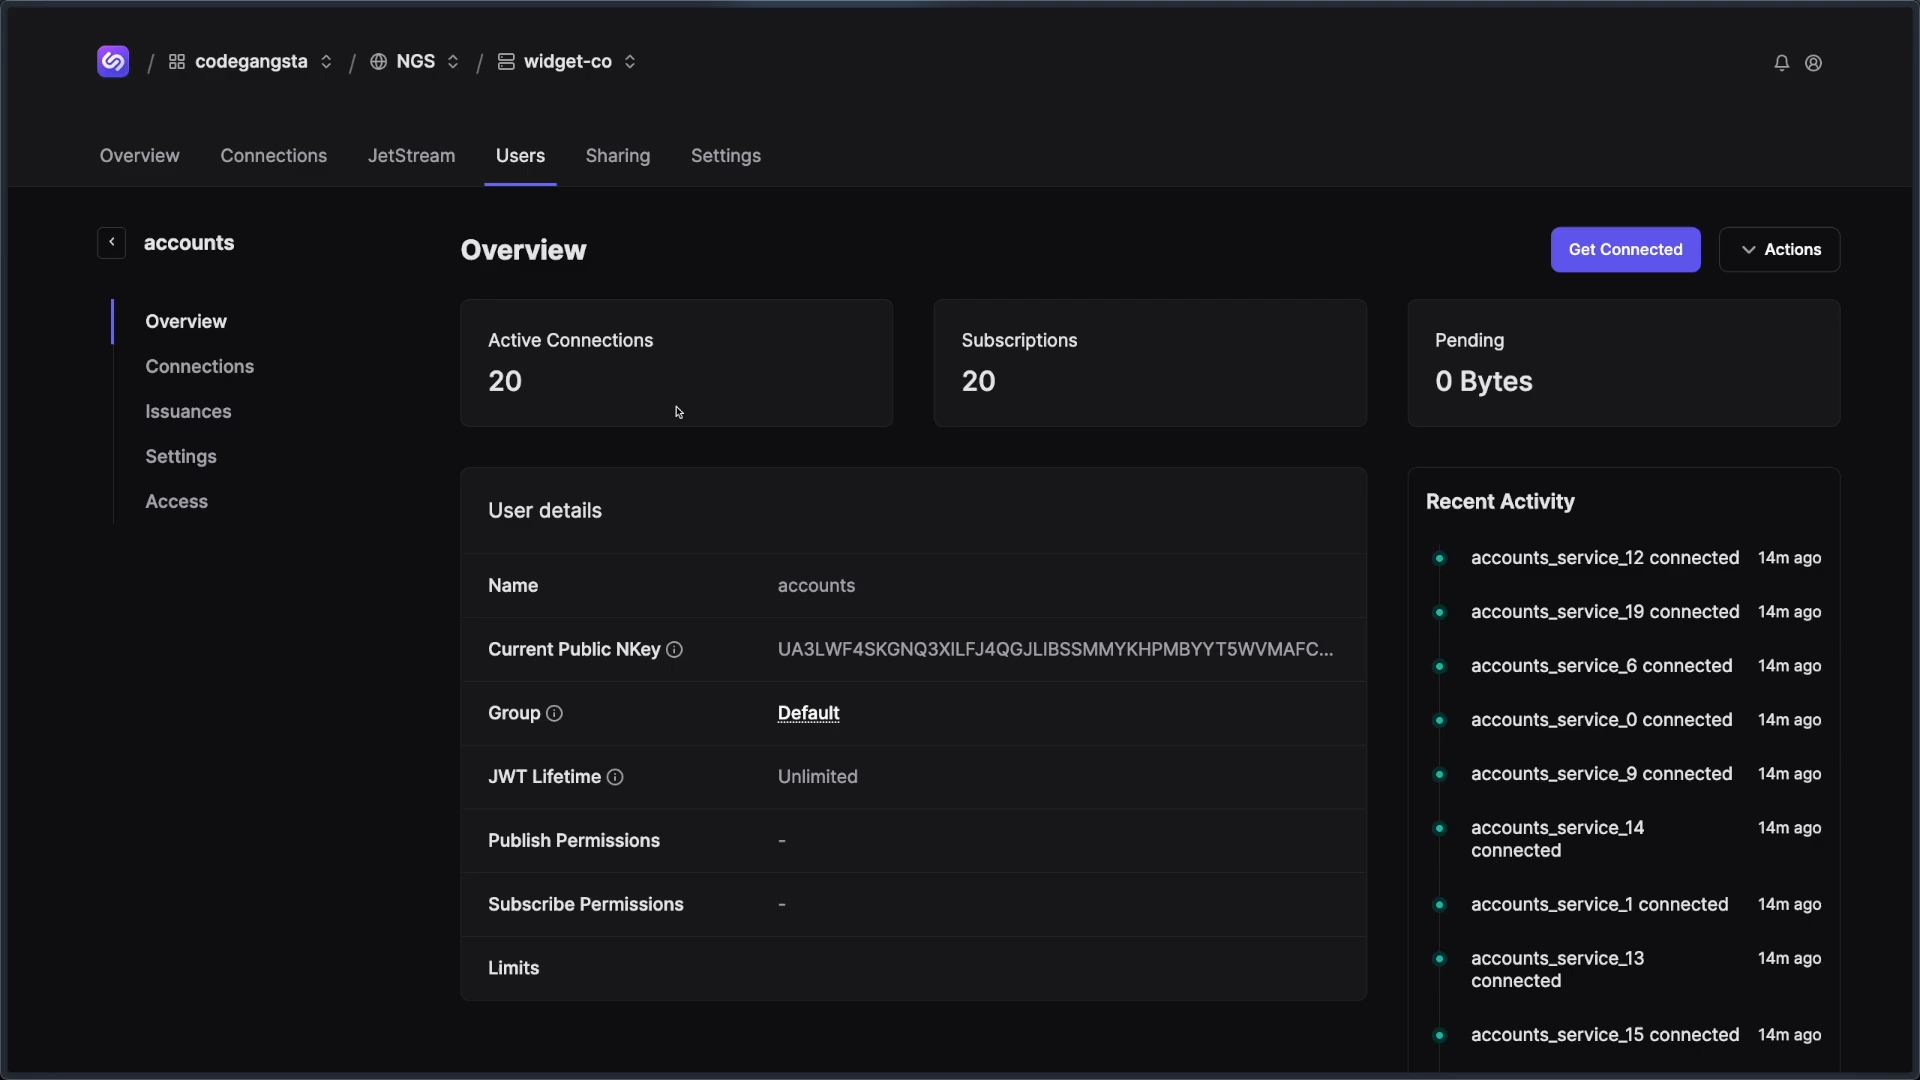 / codegangsta / NGS / widget-co
Overview Connections JetStream Users Sharing Settings
accounts
Overview
Connections
Issuances
Settings
Access
Overview
Get Connected
Actions
Active Connections
20
Subscriptions
20
Pending
0 Bytes
User details
Name accounts
Current Public NKey UA3LWF4SKGNQ3XILFJ4QGJLIBSSMMYKHPMBYYT5WVMAFC...
Group Default
JWT Lifetime Unlimited
Publish Permissions -
Subscribe Permissions -
Limits
Recent Activity
accounts_service_12 connected 14m ago
accounts_service_19 connected 14m ago
accounts_service_6 connected 14m ago
accounts_service_0 connected 14m ago
accounts_service_9 connected 14m ago
accounts_service_14 14m ago
connected
accounts_service_1 connected 14m ago
accounts_service_13 14m ago
connected
accounts_service_15 connected 14m ago